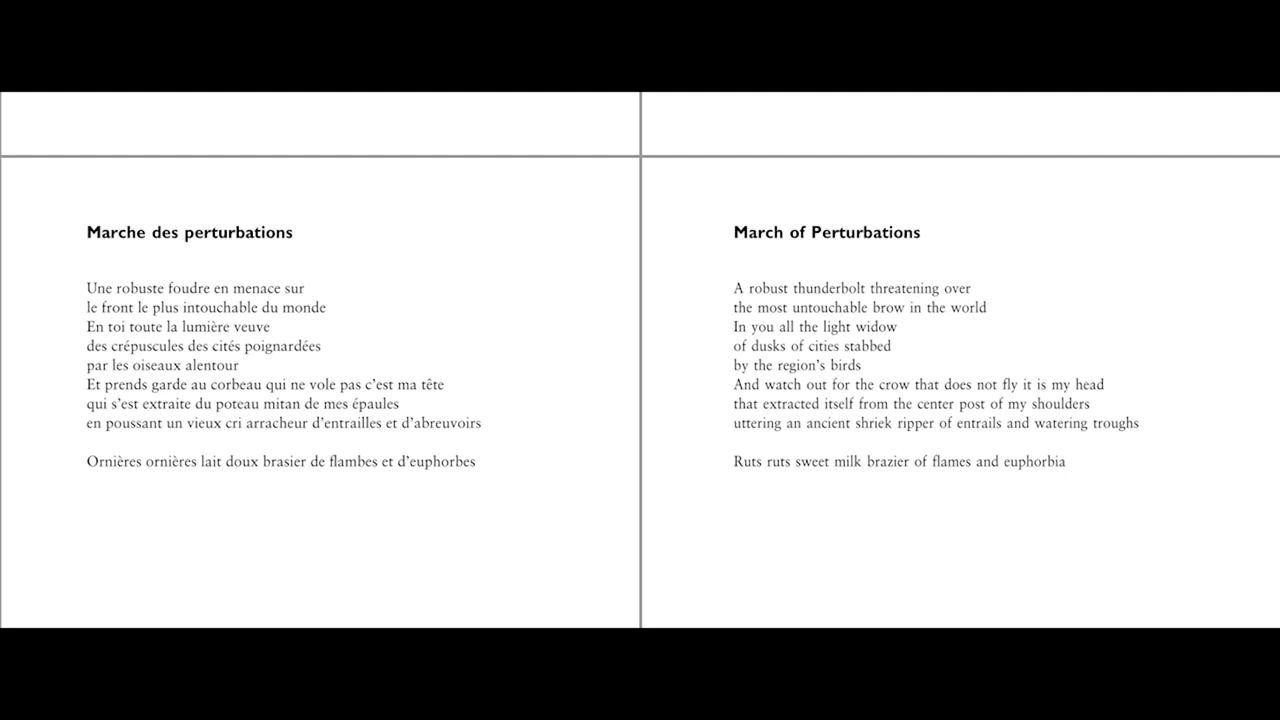 Marche des perturbations
Une robuste foudre en menace sur
le front le plus intouchable du monde
En toi toute la lumière veuve
des crépuscules des cités poignardées
par les oiseaux alentour
Et prends garde au corbeau qui ne vole pas c’est ma tête
qui s’est extraite du poteau mitan de mes épaules
en poussant un vieux cri arracheur d’entrailles et d’abreuvoirs
Ornières ornières lait doux brasier de flambes et d’euphorbes
March of Perturbations
A robust thunderbolt threatening over
the most untouchable brow in the world
In you all the light widow
of dusks of cities stabbed
by the region’s birds
And watch out for the crow that does not fly it is my head
that extracted itself from the center post of my shoulders
uttering an ancient shriek ripper of entrails and watering troughs
Ruts ruts sweet milk brazier of flames and euphorbia